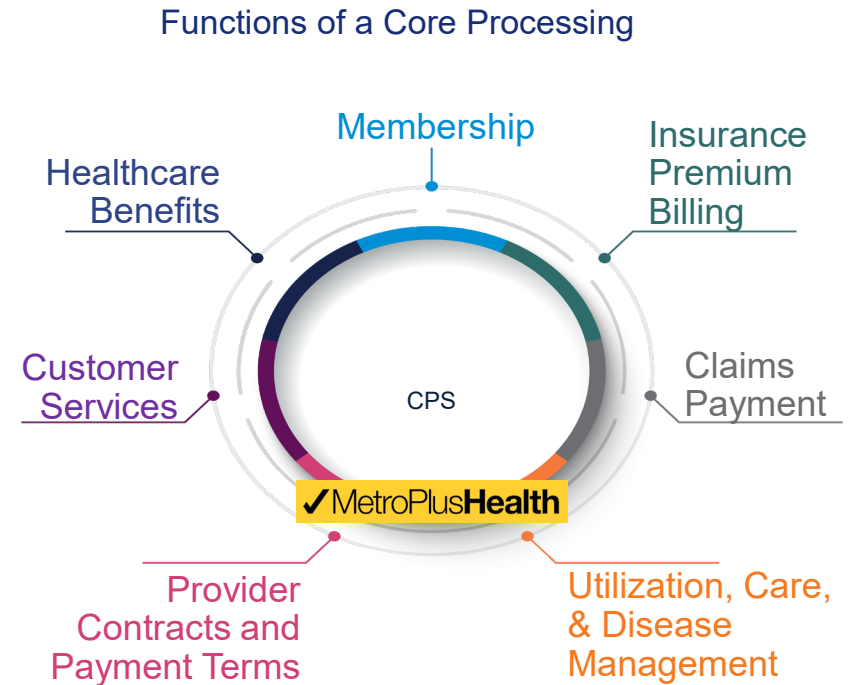 Functions of a Core Processing
Membership
Insurance
Premium
Billing
Healthcare
Benefits
Customer
Services
Claims
Payment
CPS
✓MetroPlusHealth
Provider
Contracts and
Payment Terms
Utilization, Care,
& Disease
Management